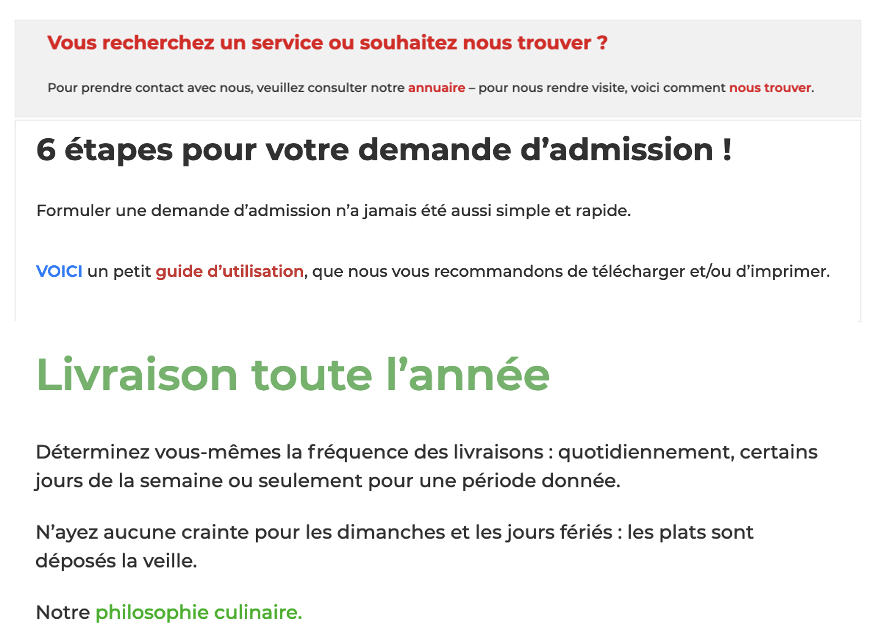 Vous recherchez un service ou souhaitez nous trouver ?
Pour prendre contact avec nous, veuillez consulter notre annuaire – pour nous rendre visite, voici comment nous trouver.
6 étapes pour votre demande d’admission !
Formuler une demande d’admission n’a jamais été aussi simple et rapide.
VOICI un petit guide d’utilisation, que nous vous recommandons de télécharger et/ou d’imprimer.
Livraison toute l’année
Déterminez vous-mêmes la fréquence des livraisons : quotidiennement, certains
jours de la semaine ou seulement pour une période donnée.
N’ayez aucune crainte pour les dimanches et les jours fériés : les plats sont
déposés la veille.
Notre philosophie culinaire.